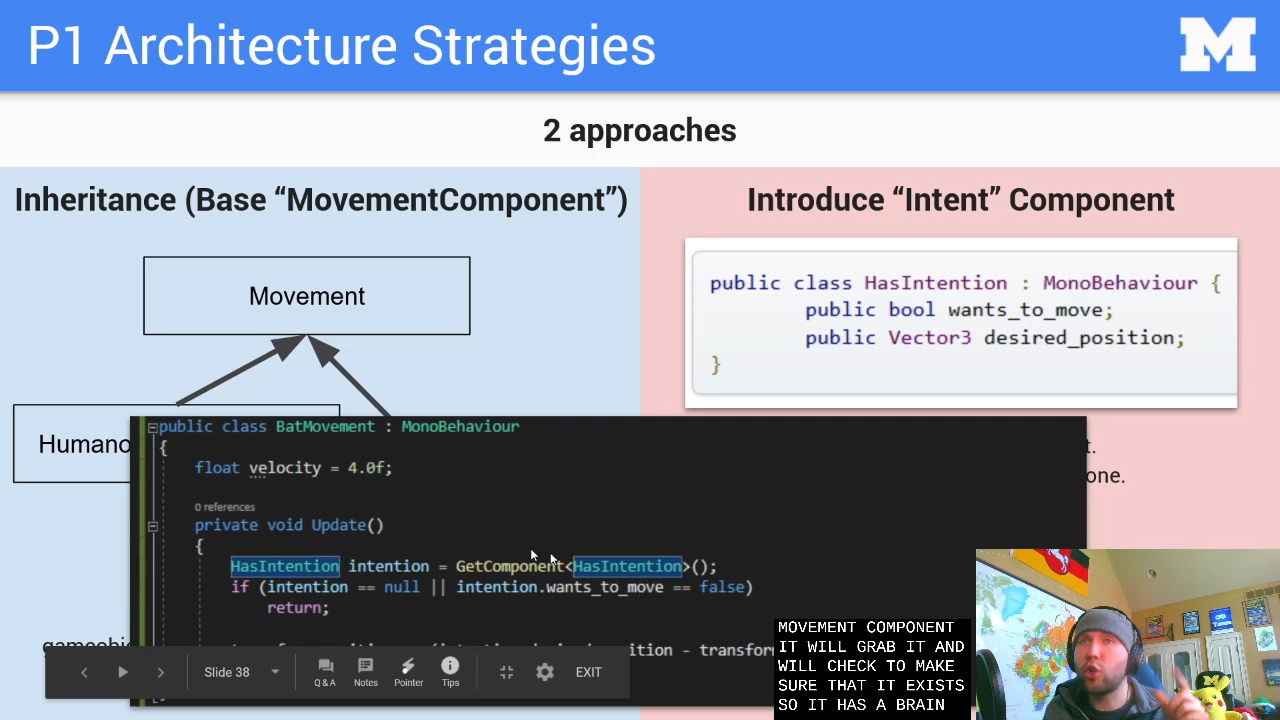 P1 Architecture Strategies
M
2 approaches
Inheritance (Base “MovementComponent”)
Movement
Introduce “Intent” Component
public class HasIntention : MonoBehaviour {
public bool wants_to_move;
public Vector3 desired_position;
}
public class BatMovement : MonoBehaviour
{
float velocity = 4.0f;
0 references
private void Update()
{
HasIntention intention = GetComponent<HasIntention>();
if (intention == null || intention.wants_to_move == false)
return;
Slide 38
Q & A
Notes
Pointer
Tips
EXIT
MOVEMENT COMPONENT
IT WILL GRAB IT AND
WILL CHECK TO MAKE
SURE THAT IT EXISTS
SO IT HAS A BRAIN